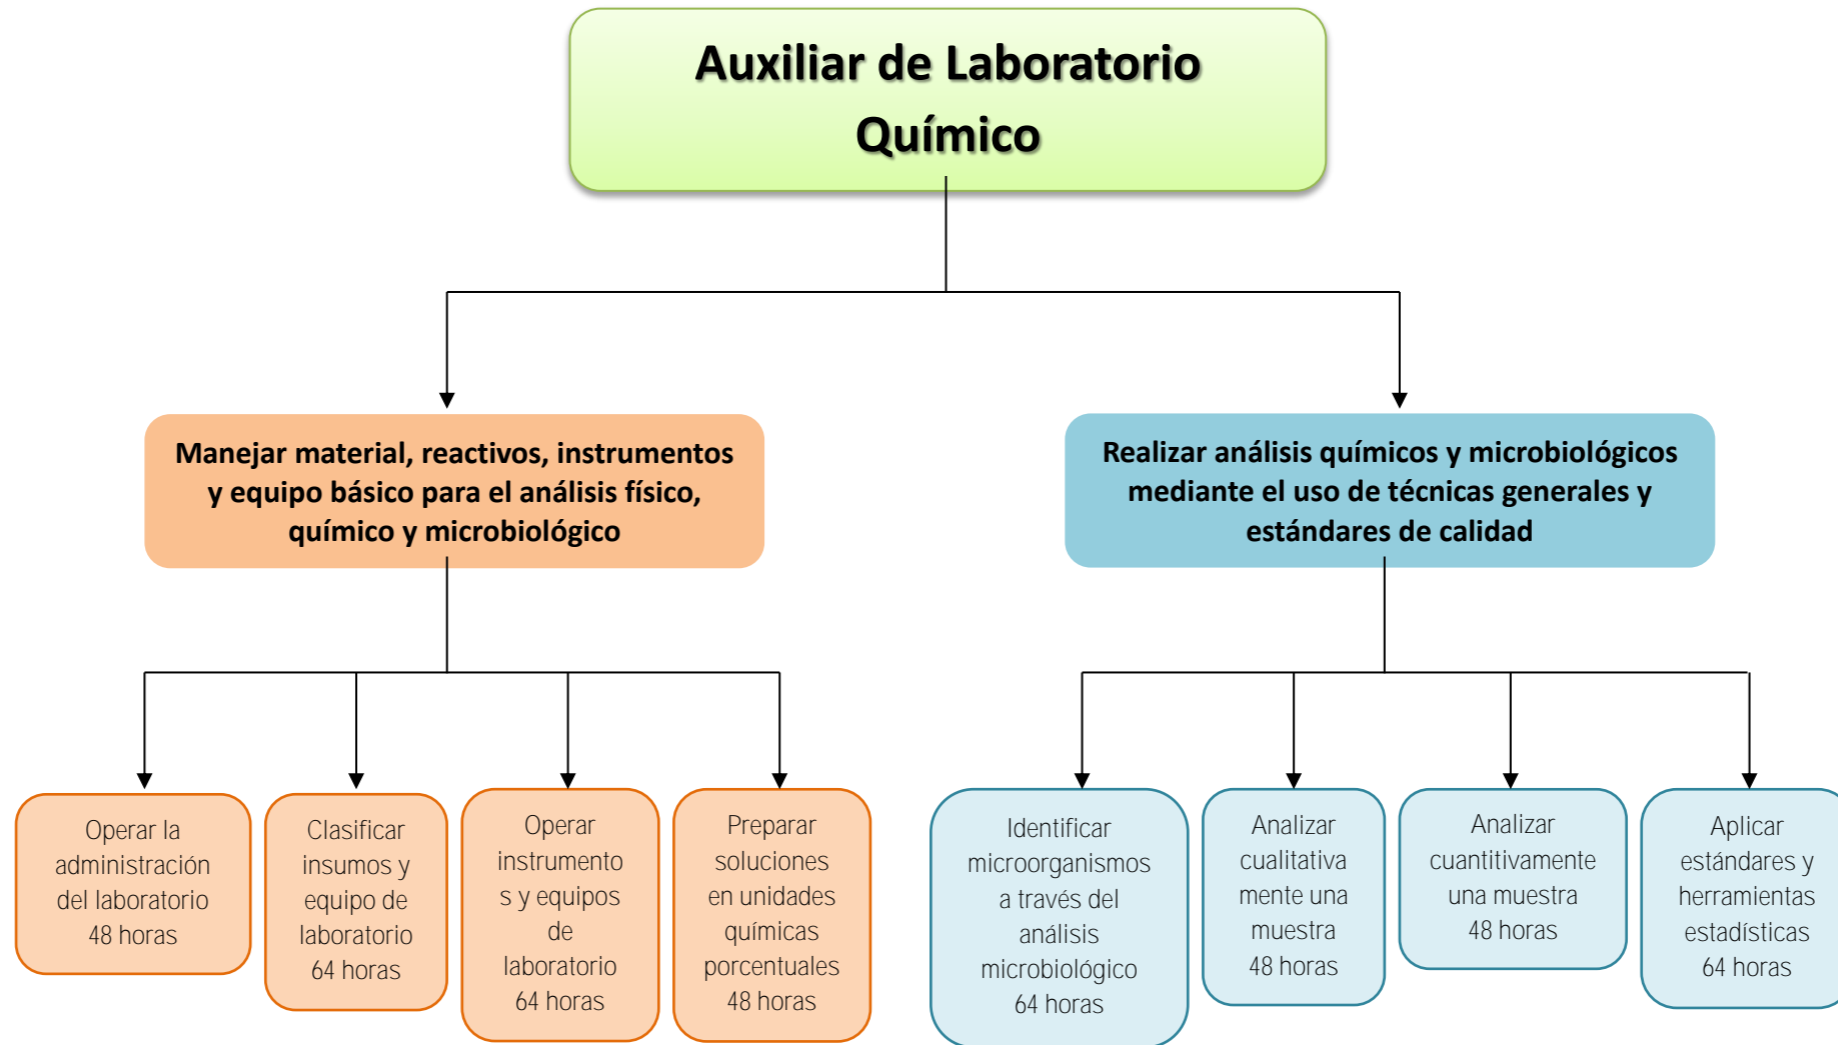 Auxiliar de Laboratorio
Químico
Manejar material, reactivos, instrumentos
y equipo básico para el análisis físico,
químico y microbiológico
Realizar análisis químicos y microbiológicos
mediante el uso de técnicas generales y
estándares de calidad
Operar la
administración
del laboratorio
48 horas
Clasificar
insumos y
equipo de
laboratorio
64 horas
Operar
instrumento
s y equipos
de
laboratorio
64 horas
Preparar
soluciones
en unidades
químicas
porcentuales
48 horas
Identificar
microorganismos
a través del
análisis
microbiológico
64 horas
Analizar
cualitativa
mente una
muestra
48 horas
Analizar
cuantitivamente
una muestra
48 horas
Aplicar
estándares y
herramientas
estadísticas
64 horas